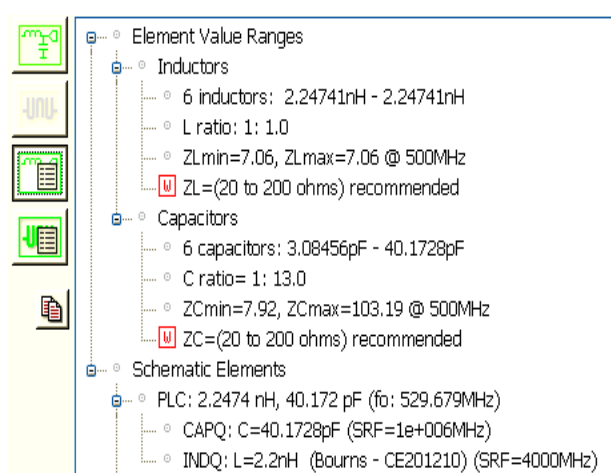 Element Value Ranges
Inductors
6 inductors: 2.24741nH - 2.24741nH
L ratio: 1: 1.0
ZLmin=7.06, ZLmax=7.06 @ 500MHz
W ZL=(20 to 200 ohms) recommended
Capacitors
6 capacitors: 3.08456pF - 40.1728pF
C ratio= 1: 13.0
ZCmin=7.92, ZCmax=103.19 @ 500MHz
W ZC=(20 to 200 ohms) recommended
Schematic Elements
PLC: 2.2474 nH, 40.172 pF (fo: 529.679MHz)
CAPQ: C=40.1728pF (SRF=1e+006MHz)
INDQ: L=2.2nH (Bourns - CE201210) (SRF=4000MHz)